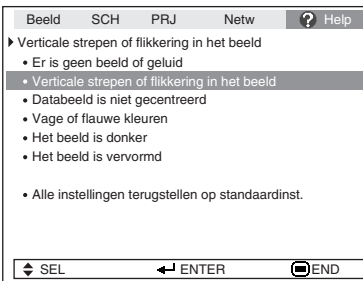 Beeld SCH PRJ Netw ? Help
Verticale strepen of flikkering in het beeld
• Er is geen beeld of geluid
• Verticale strepen of flikkering in het beeld
• Databeeld is niet gecentreerd
• Vage of flauwe kleuren
• Het beeld is donker
• Het beeld is vervormd
• Alle instellingen terugstellen op standaardinst.
SEL ENTER END